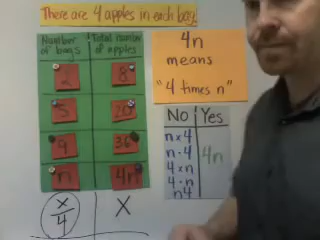 There are 4 apples in each bag.
Number of bags Total number of apples
2 8
5 20
9 36
n 4n
x/4 x
4n
means
"4 times n"
No Yes
n×4
n·4 4n
4×n
4·n
n4